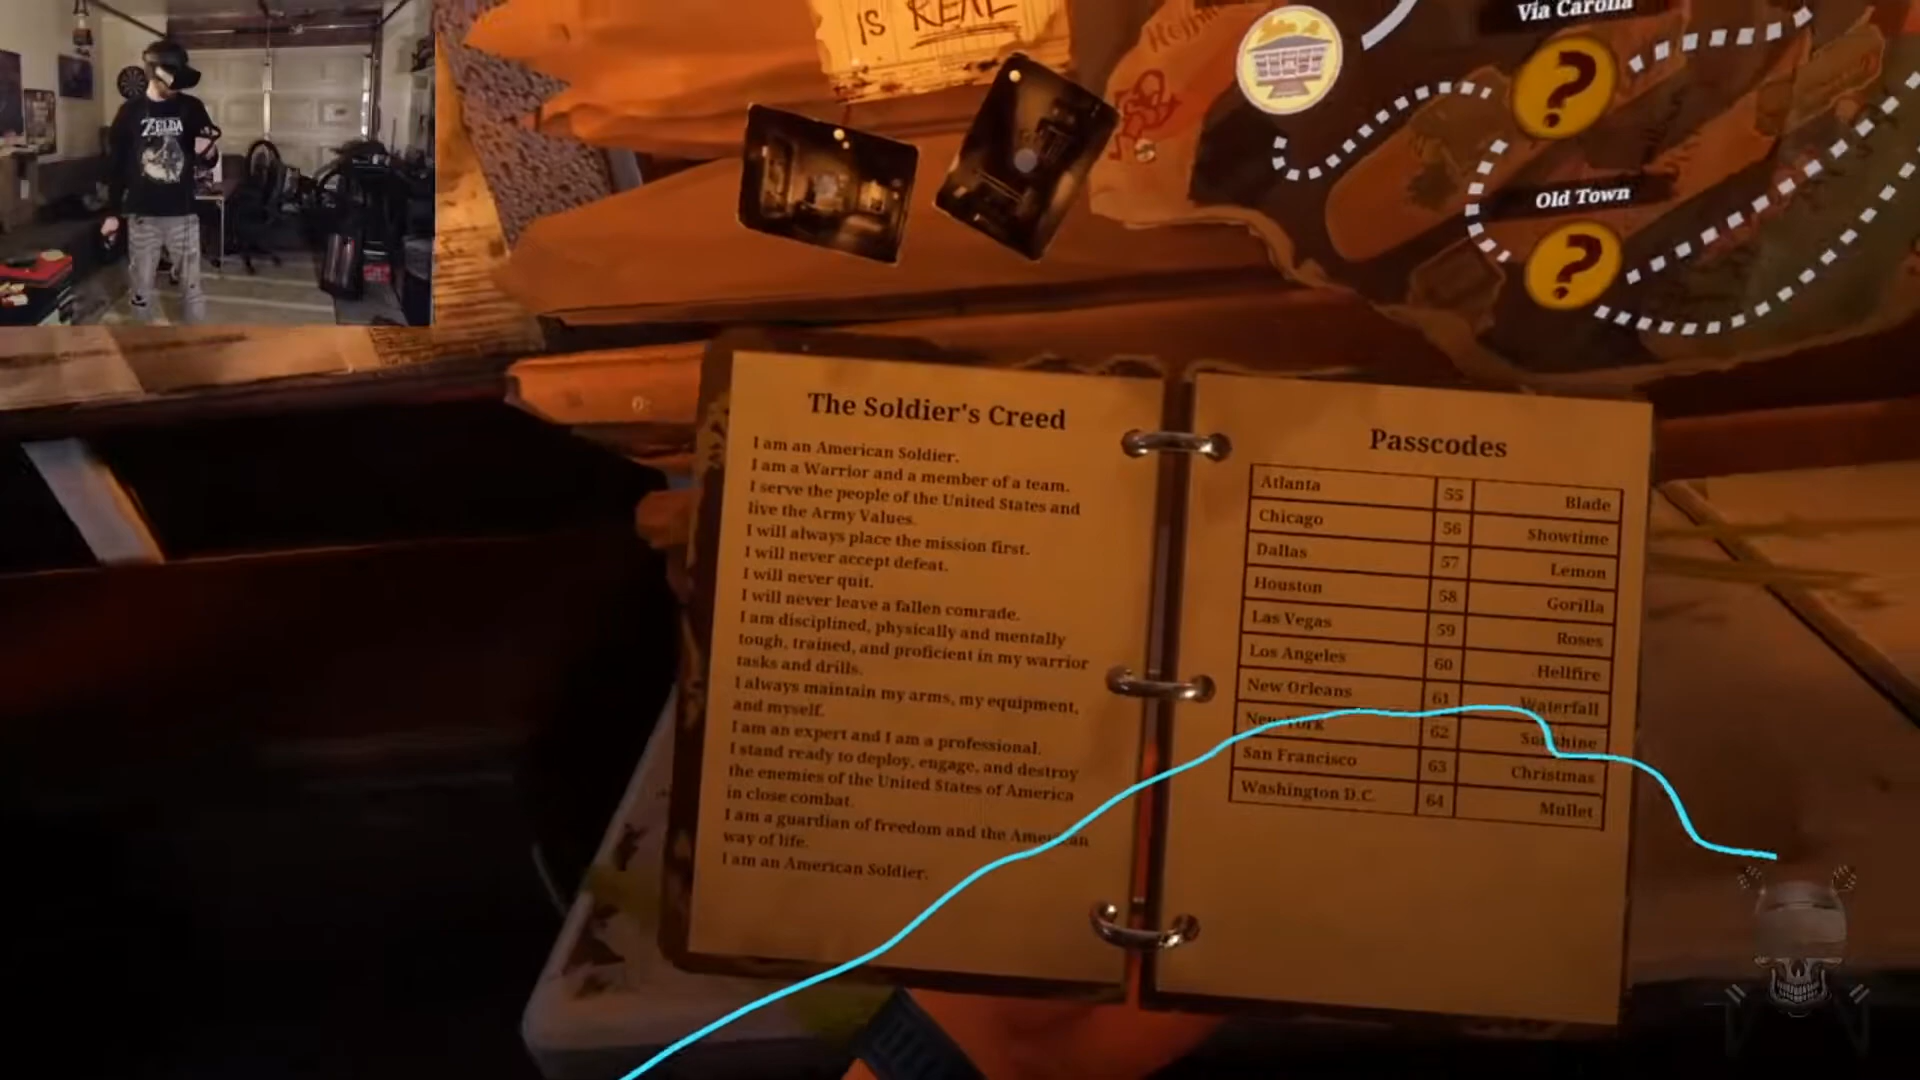 IS REAL
Via Carolla
Old Town
ZELDA
The Soldier's Creed
I am an American Soldier.
I am a Warrior and a member of a team.
I serve the people of the United States and
live the Army Values.
I will always place the mission first.
I will never accept defeat.
I will never quit.
I will never leave a fallen comrade.
I am disciplined, physically and mentally
tough, trained, and proficient in my warrior
tasks and drills.
I always maintain my arms, my equipment,
and myself.
I am an expert and I am a professional.
I stand ready to deploy, engage, and destroy
the enemies of the United States of America
in close combat.
I am a guardian of freedom and the American
way of life.
I am an American Soldier.
Passcodes
Atlanta 55 Blade
Chicago 56 Showtime
Dallas 57 Lemon
Houston 58 Gorilla
Las Vegas 59 Roses
Los Angeles 60 Hellfire
New Orleans 61 Waterfall
New York 62 Sunshine
San Francisco 63 Christmas
Washington D.C. 64 Mullet